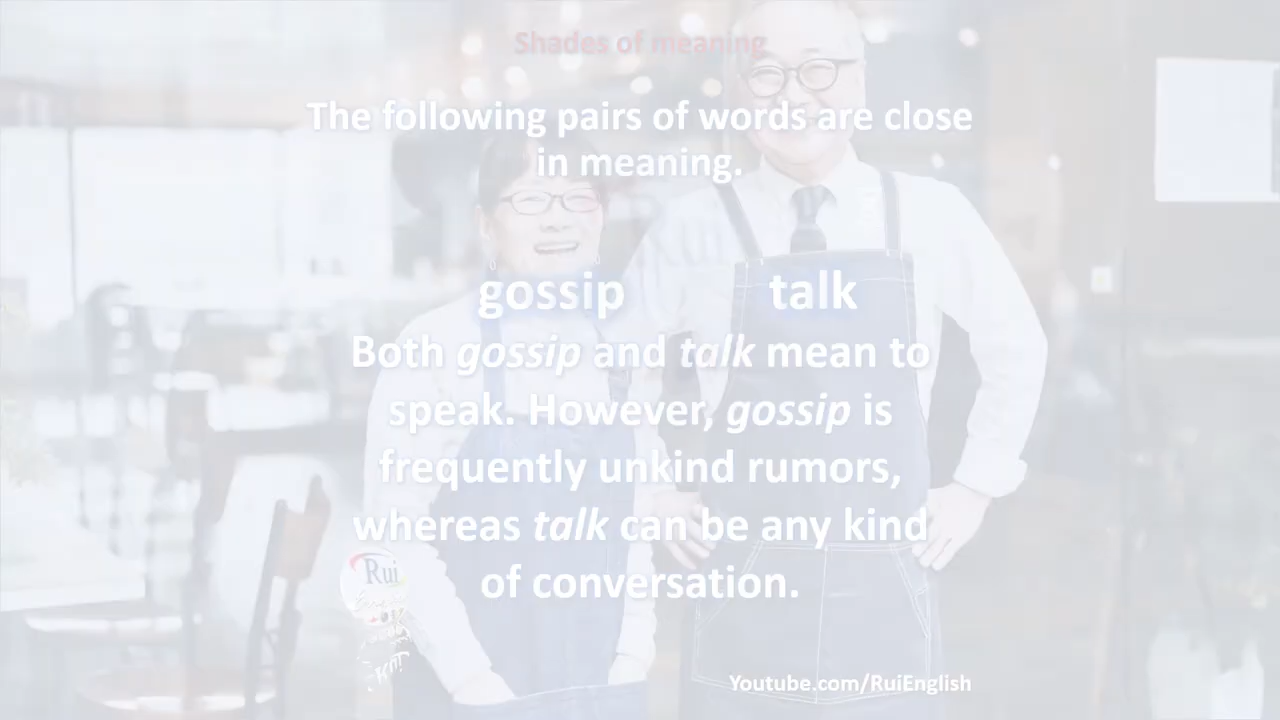 Shades of meaning
The following pairs of words are close
in meaning.
Rui
gossip talk
Both gossip and talk mean to
speak. However, gossip is
frequently unkind rumors,
whereas talk can be any kind
of conversation.
Rui
Youtube.com/RuiEnglish